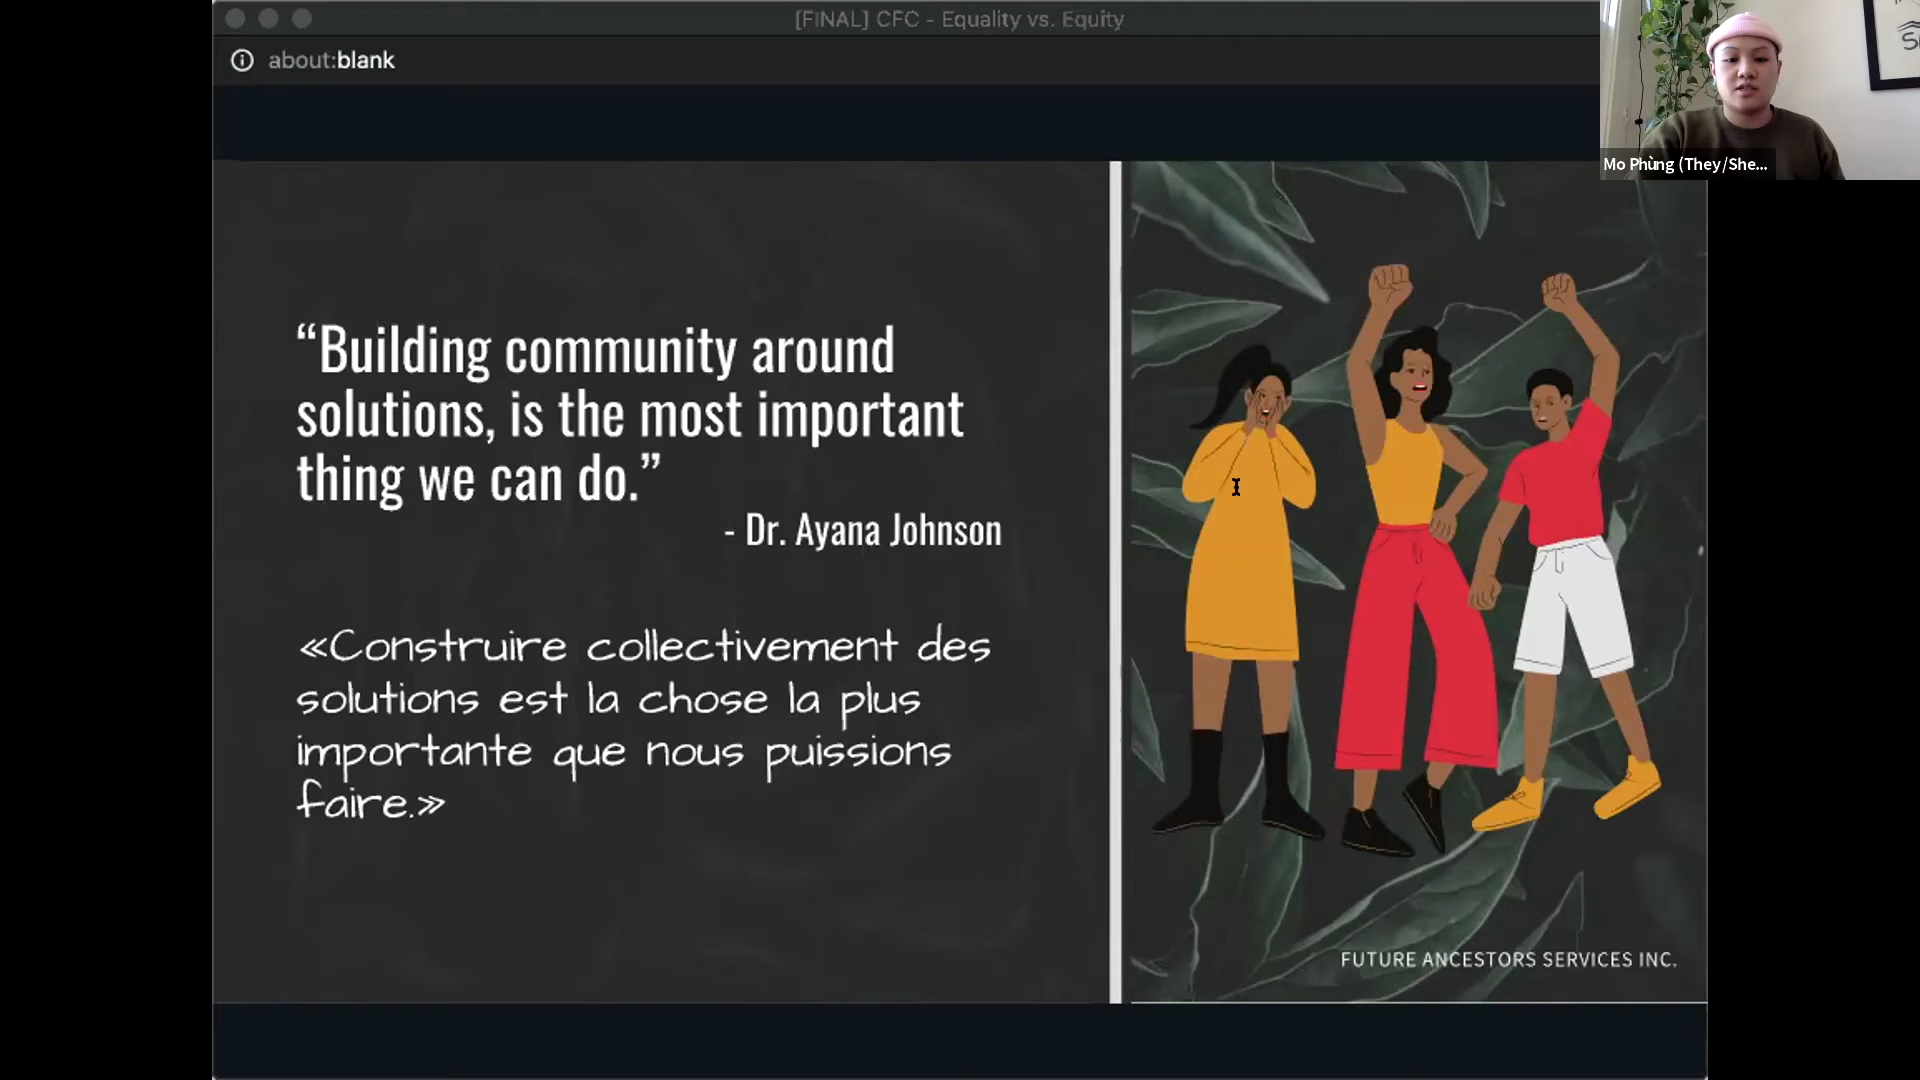 [FINAL] CFC - Equality vs. Equity
about:blank
Mo Phùng (They/She...
“Building community around
solutions, is the most important
thing we can do.”
- Dr. Ayana Johnson
«Construire collectivement des
solutions est la chose la plus
importante que nous puissions
faire.»
FUTURE ANCESTORS SERVICES INC.